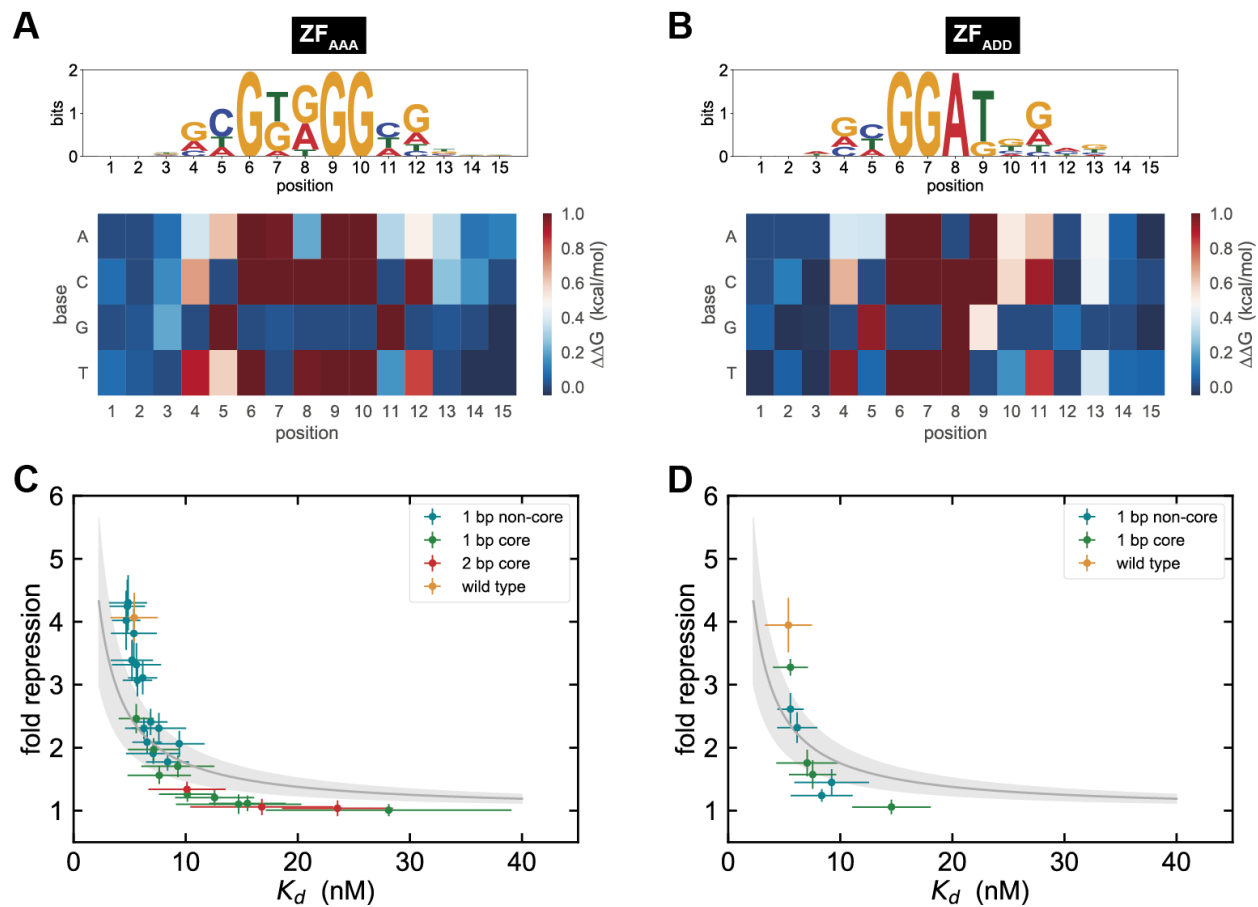 A
ZF_AAA
2
bits
1
0
1 2 3 4 5 6 7 8 9 10 11 12 13 14 15
position
A
C
G
T
base
1 2 3 4 5 6 7 8 9 10 11 12 13 14 15
position
1.0
0.8
0.6
0.4
0.2
0.0
ΔΔG (kcal/mol)
B
ZF_ADD
2
bits
1
0
1 2 3 4 5 6 7 8 9 10 11 12 13 14 15
position
A
C
G
T
base
1 2 3 4 5 6 7 8 9 10 11 12 13 14 15
position
1.0
0.8
0.6
0.4
0.2
0.0
ΔΔG (kcal/mol)
C
6
5
4
3
2
1
fold repression
1 bp non-core
1 bp core
2 bp core
wild type
0 10 20 30 40
K_d (nM)
D
6
5
4
3
2
1
fold repression
1 bp non-core
1 bp core
wild type
0 10 20 30 40
K_d (nM)